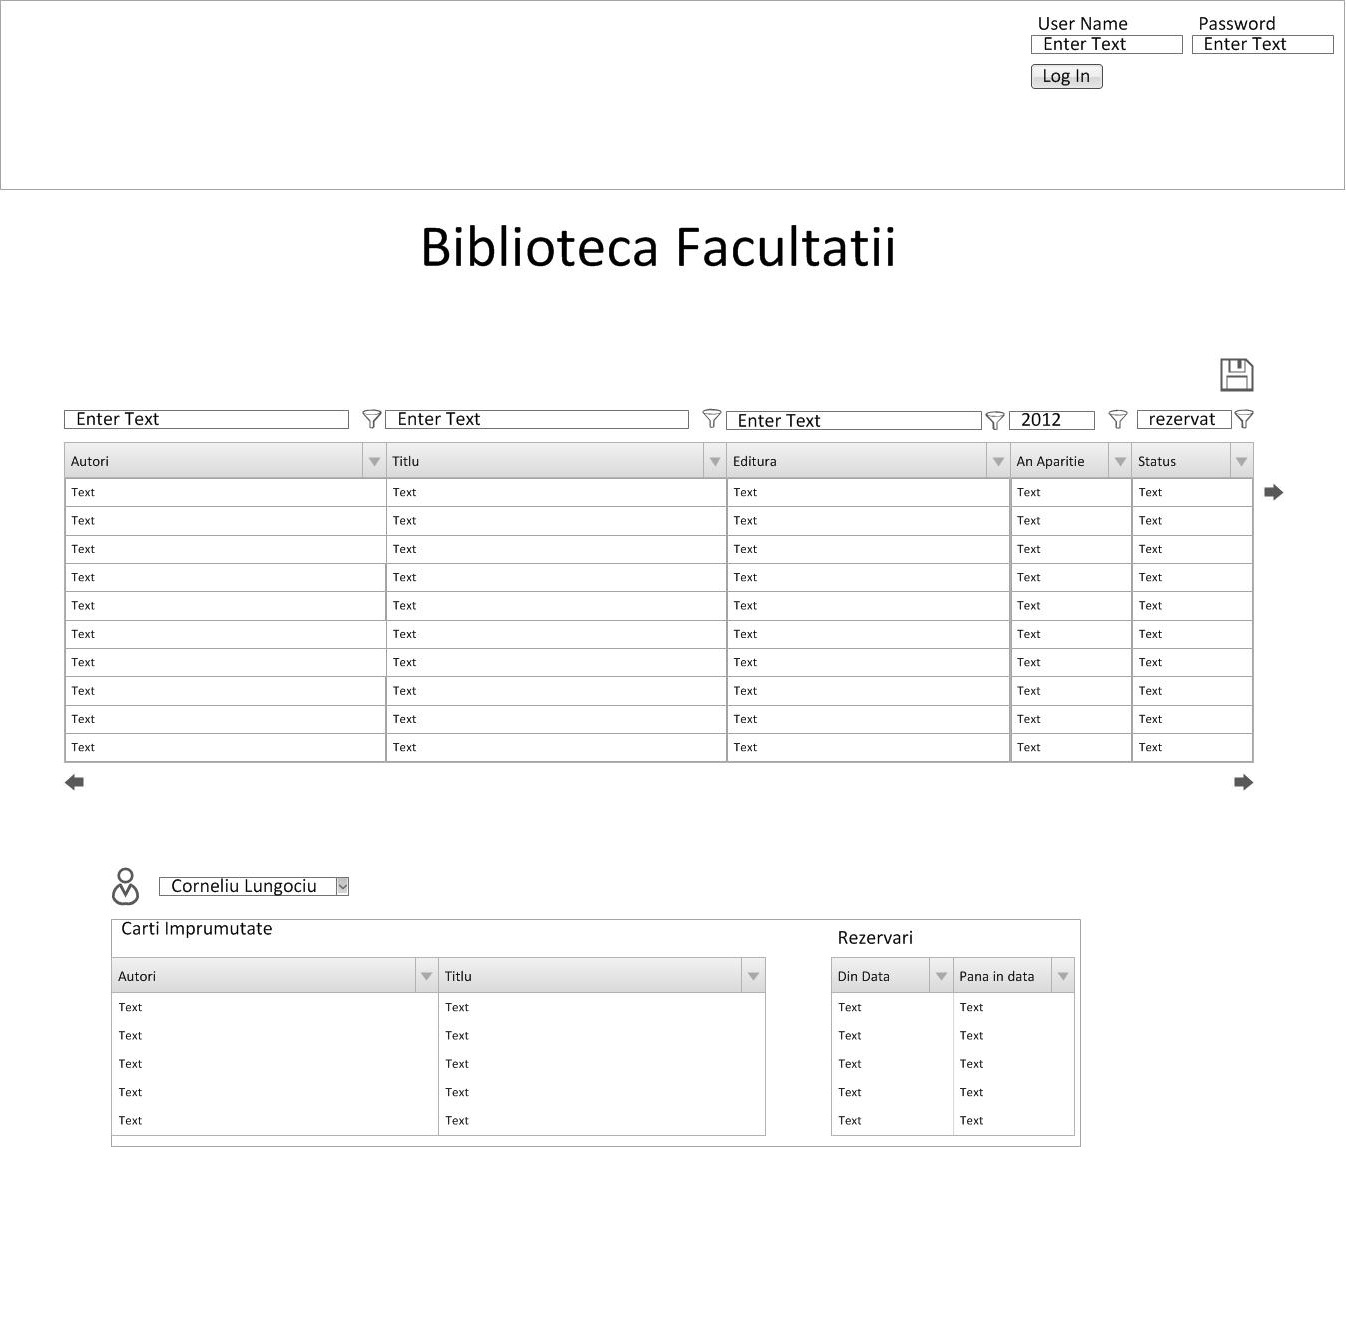 User Name Password
Enter Text Enter Text
Log In
Biblioteca Facultatii
Enter Text Enter Text Enter Text 2012 rezervat
Autori Titlu Editura An Aparitie Status
Text Text Text Text Text
Text Text Text Text Text
Text Text Text Text Text
Text Text Text Text Text
Text Text Text Text Text
Text Text Text Text Text
Text Text Text Text Text
Text Text Text Text Text
Text Text Text Text Text
Text Text Text Text Text
Corneliu Lungociu
Carti Imprumutate
Rezervari
Autori Titlu Din Data Pana in data
Text Text Text Text
Text Text Text Text
Text Text Text Text
Text Text Text Text
Text Text Text Text